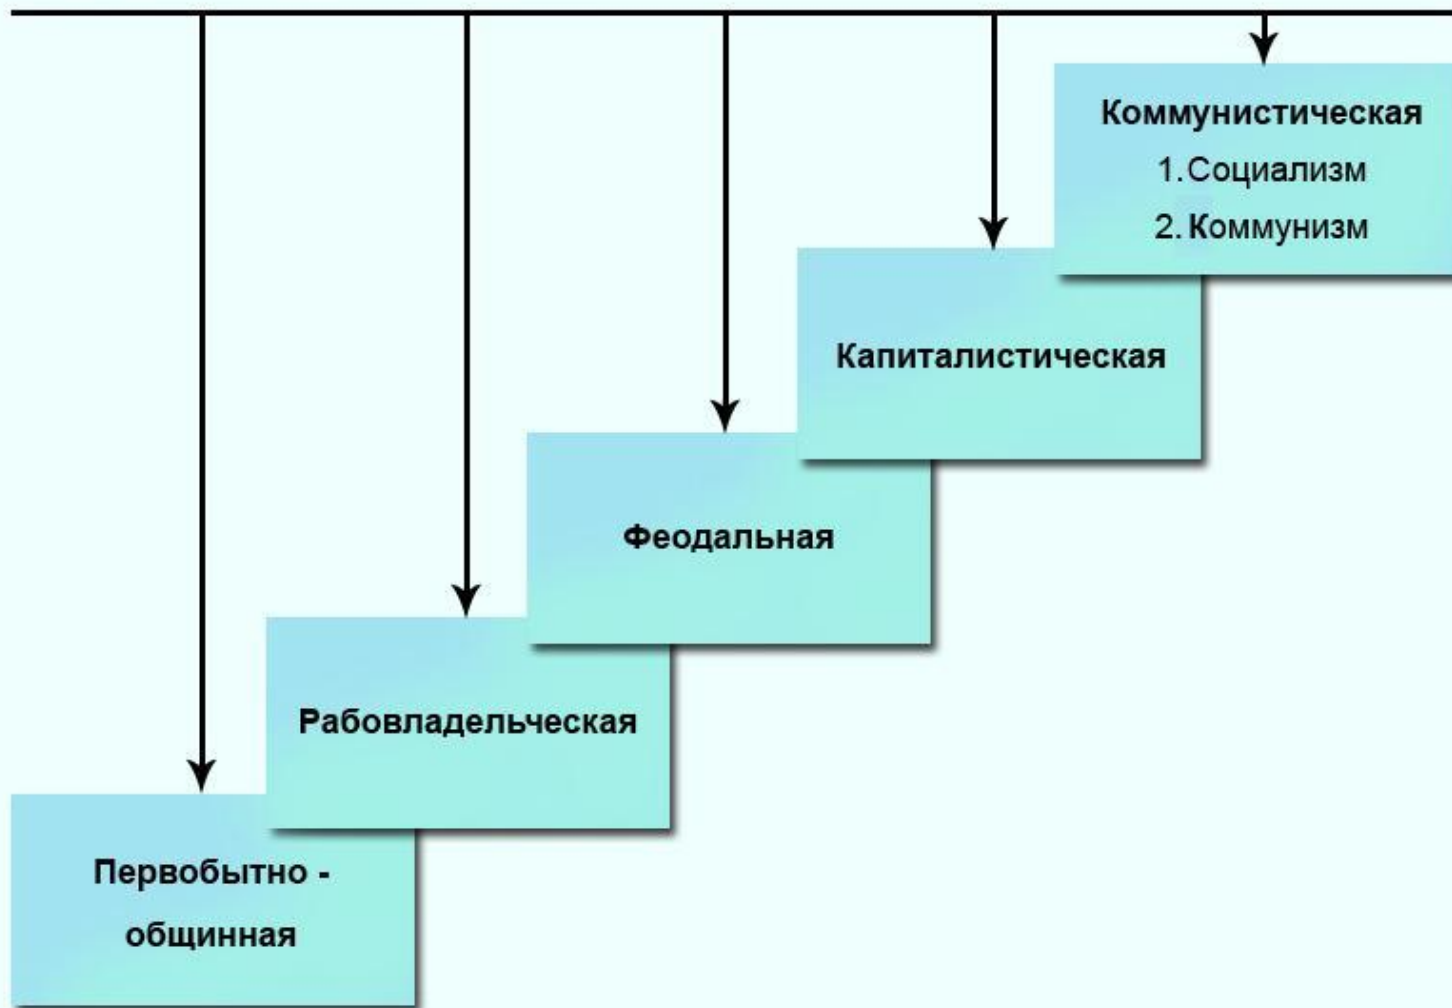 Коммунистическая
1.Социализм
2.Коммунизм
Капиталистическая
Феодальная
Рабовладельческая
Первобытно -
общинная